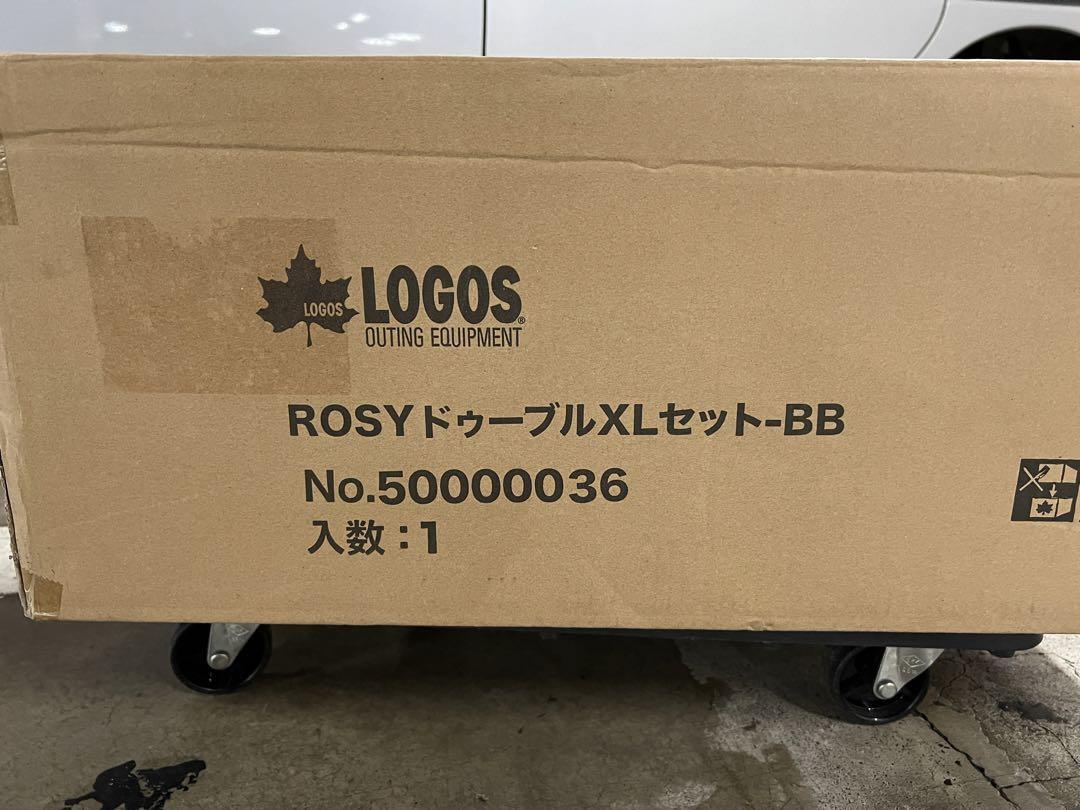 LOGOS
LOGOS®
OUTING EQUIPMENT
ROSYドゥーブルXLセット-BB
No.50000036
入数：1